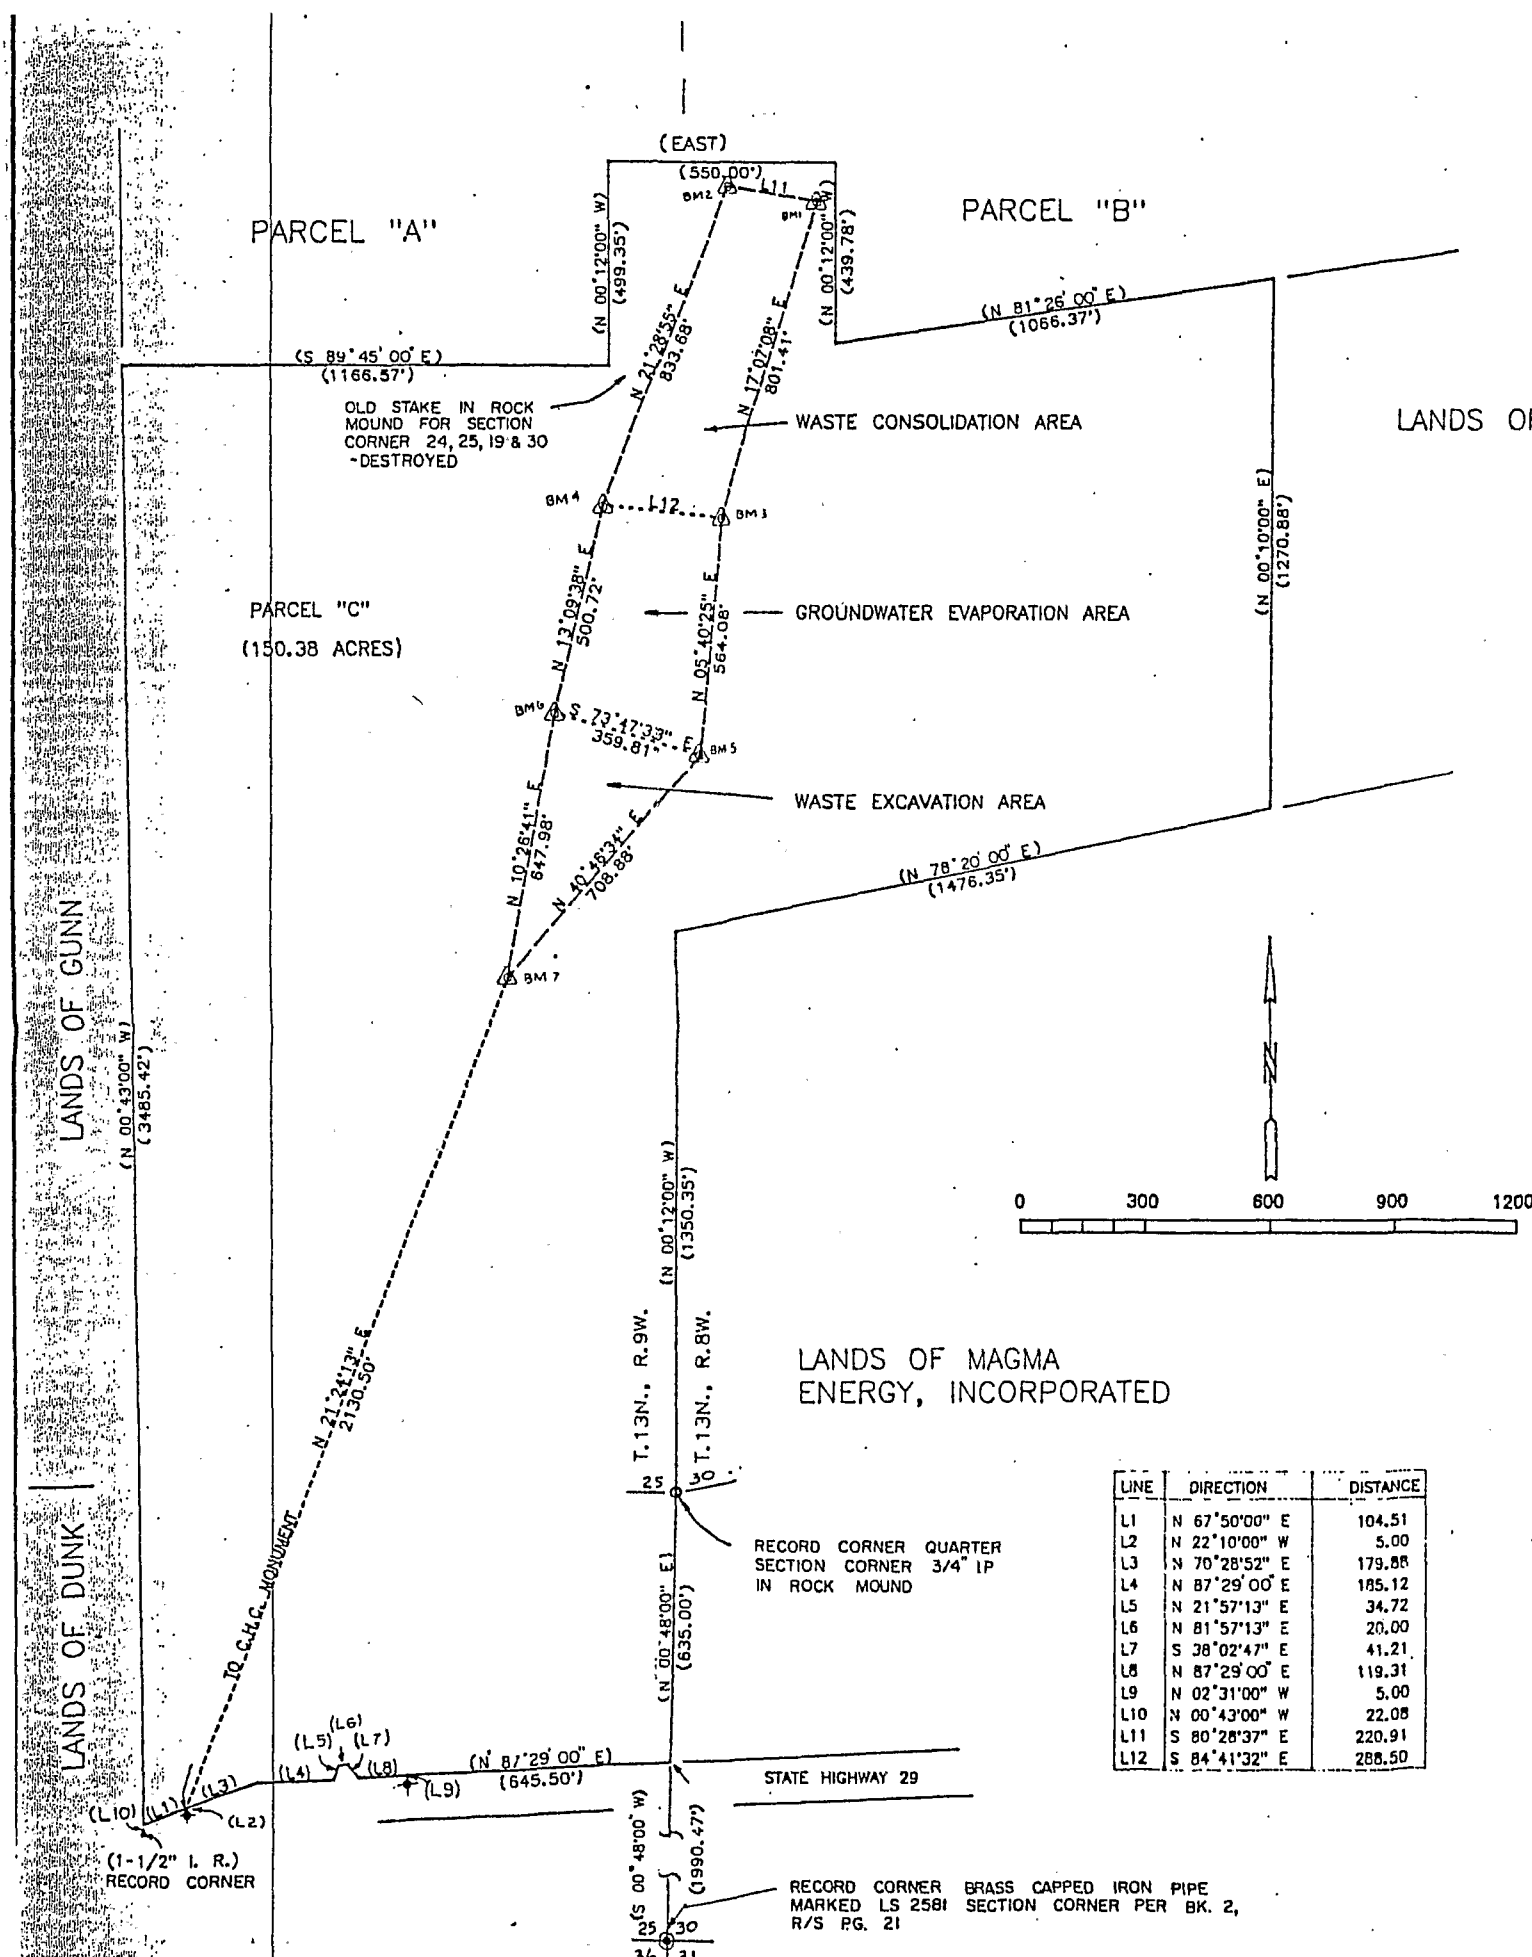 (EAST)
(550.00')
L11
BM2
BM1
PARCEL "A"
PARCEL "B"
(N 00°12'00" W)
(499.35')
(N 00°12'00" W)
(439.78')
(N 81°26'00" E)
(1066.37')
(S 89°45'00" E)
(1166.57')
N 21°28'55" E
833.68'
N 17°07'08" E
801.41'
OLD STAKE IN ROCK
MOUND FOR SECTION
CORNER 24, 25, 19 & 30
-DESTROYED
WASTE CONSOLIDATION AREA
LANDS OF
BM4
L12
BM3
(N 00°10'00" E)
(1270.88')
N 13°09'38" E
500.72'
N 05°40'25" E
564.08'
PARCEL "C"
(150.38 ACRES)
GROUNDWATER EVAPORATION AREA
BM6
S 73°47'33" E
359.81'
BM5
WASTE EXCAVATION AREA
N 10°26'41" E
647.98'
N 40°46'34" E
708.88'
(N 78°20'00" E)
(1476.35')
BM7
LANDS OF GUNN
(N 00°43'00" W)
(3485.42')
N
(N 00°12'00" W)
(1350.35')
0 300 600 900 1200
N 21°24'13" E
2130.50'
T.13N., R.9W.
T.13N., R.8W.
LANDS OF MAGMA
ENERGY, INCORPORATED
25 30
RECORD CORNER QUARTER
SECTION CORNER 3/4" IP
IN ROCK MOUND
LINE DIRECTION DISTANCE
L1 N 67°50'00" E 104.51
L2 N 22°10'00" W 5.00
L3 N 70°28'52" E 179.88
L4 N 87°29'00" E 185.12
L5 N 21°57'13" E 34.72
L6 N 81°57'13" E 20.00
L7 S 38°02'47" E 41.21
L8 N 87°29'00" E 119.31
L9 N 02°31'00" W 5.00
L10 N 00°43'00" W 22.08
L11 S 80°28'37" E 220.91
L12 S 84°41'32" E 288.50
LANDS OF DUNK
TO C.H.C. MONUMENT
(N 00°48'00" E)
(635.00')
(L6)
(L5) (L7)
(L4) (L8)
(N 87°29'00" E)
(645.50')
(L9)
STATE HIGHWAY 29
(L10) (L1) (L3)
(L2)
(1-1/2" I. R.)
RECORD CORNER
(S 00°48'00" W)
(1990.47')
RECORD CORNER BRASS CAPPED IRON PIPE
MARKED LS 2581 SECTION CORNER PER BK. 2,
R/S PG. 21
25 30
36 31